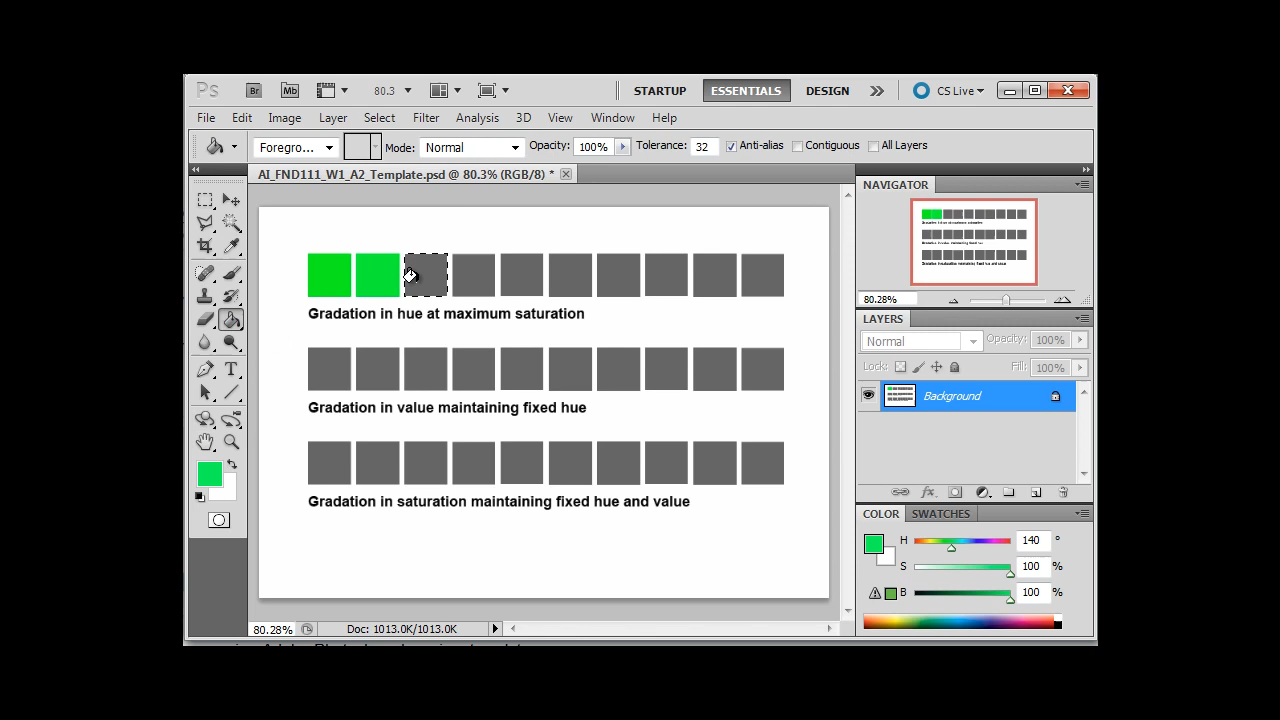 Ps Br Mb 80.3 STARTUP ESSENTIALS DESIGN CS Live
File Edit Image Layer Select Filter Analysis 3D View Window Help
Foregro... Mode: Normal Opacity: 100% Tolerance: 32 Anti-alias Contiguous All Layers
AI_FND111_W1_A2_Template.psd @ 80.3% (RGB/8) *
NAVIGATOR
Gradation in hue at maximum saturation
Gradation in value maintaining fixed hue
Gradation in saturation maintaining fixed hue and value
80.28%
LAYERS
Normal Opacity: 100%
Lock: Fill: 100%
Background
fx
COLOR SWATCHES
H 140 °
S 100 %
B 100 %
80.28% Doc: 1013.0K/1013.0K